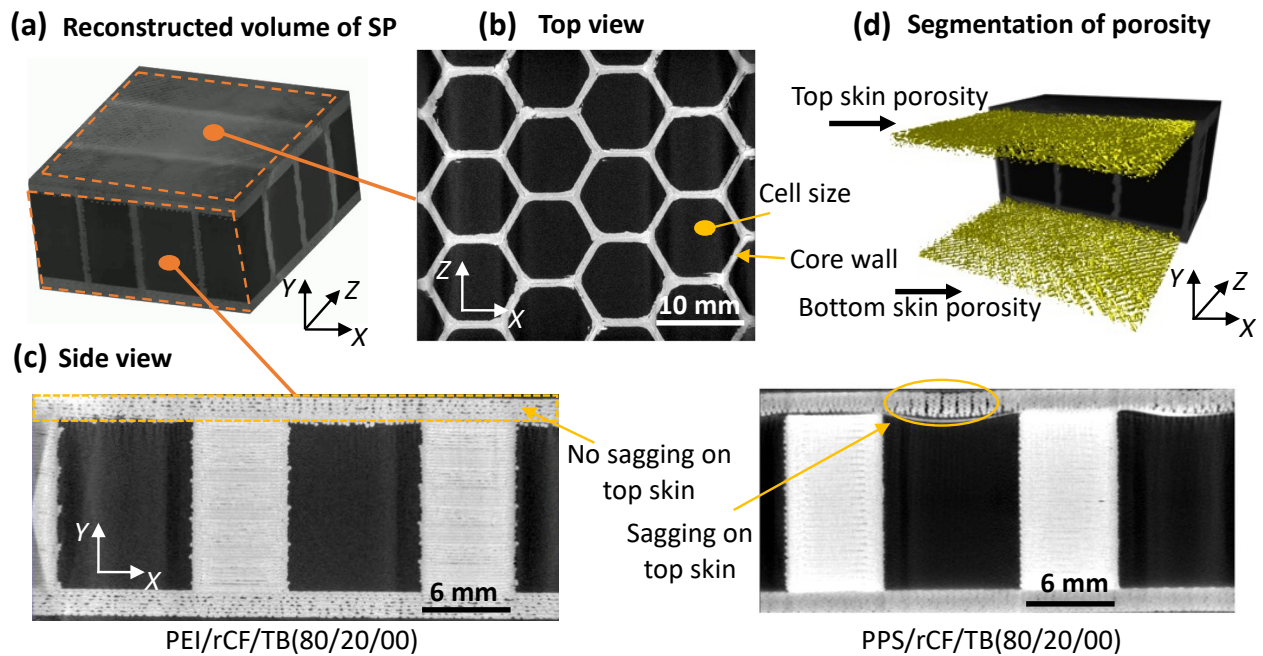 (a) Reconstructed volume of SP
Y
Z
X
(b) Top view
Z
X
10 mm
Cell size
Core wall
(d) Segmentation of porosity
Top skin porosity
Bottom skin porosity
Y
Z
X
(c) Side view
Y
X
6 mm
PEI/rCF/TB(80/20/00)
No sagging on
top skin
Sagging on
top skin
6 mm
PPS/rCF/TB(80/20/00)